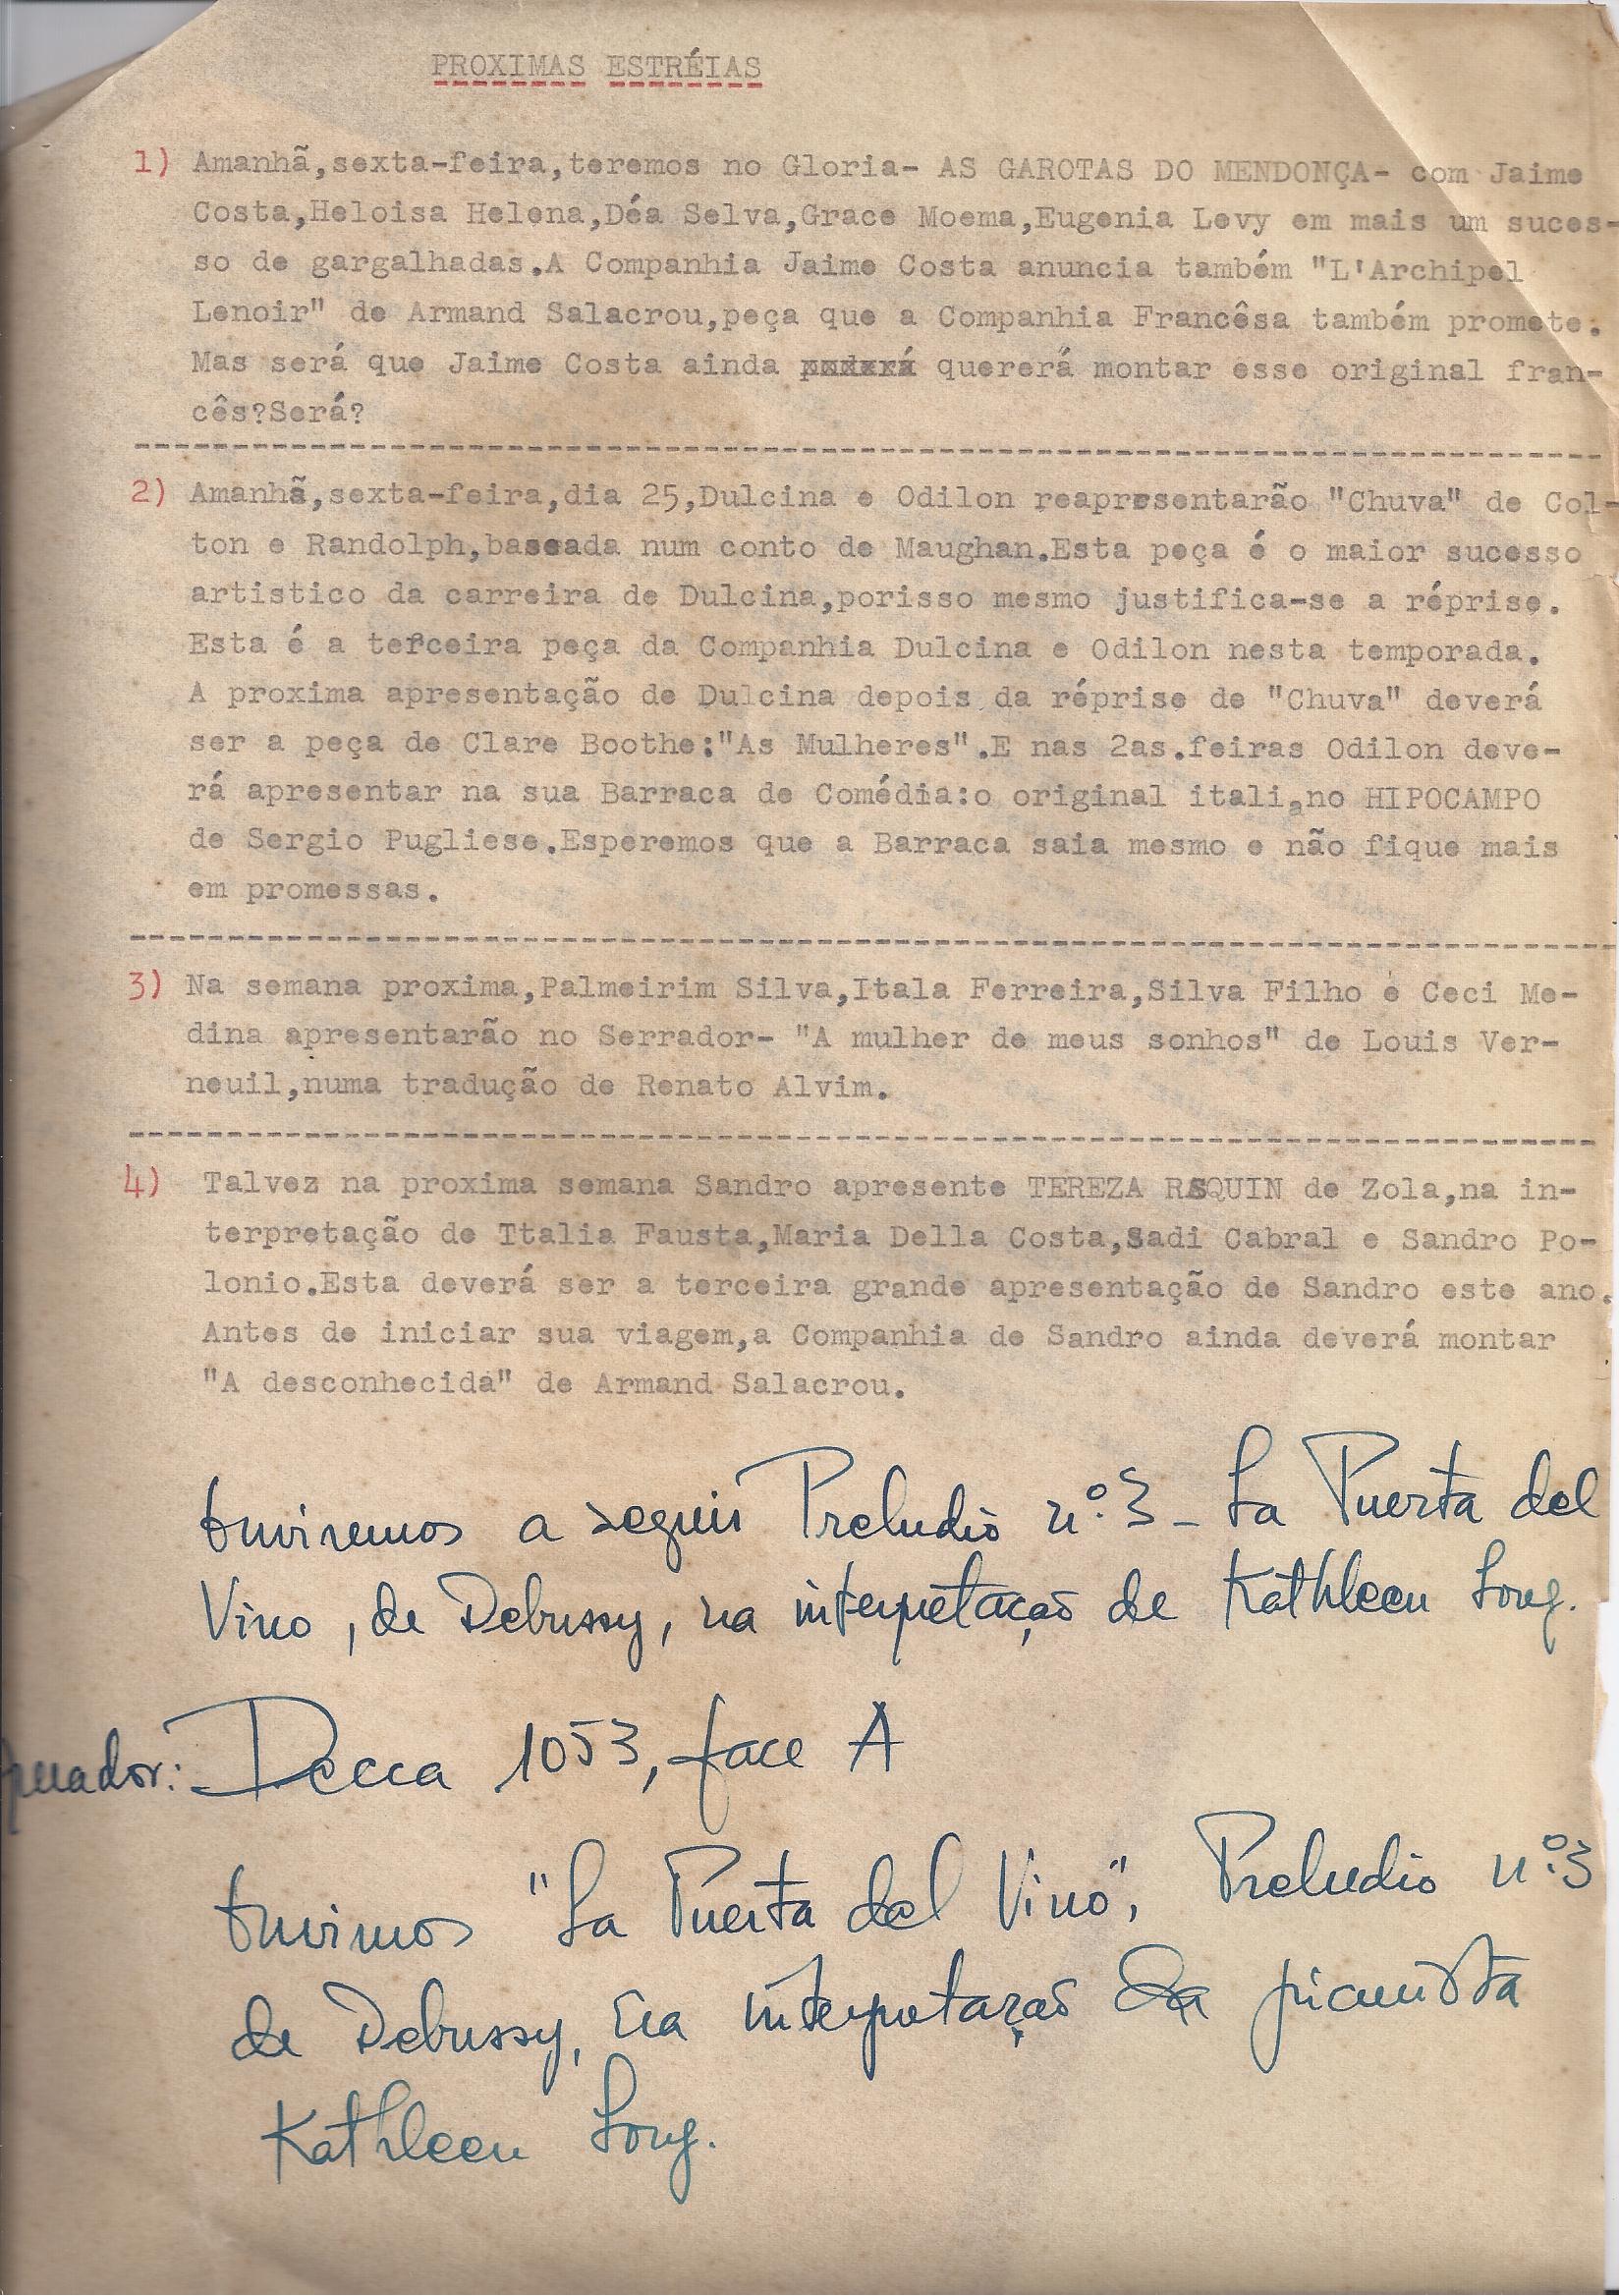 PROXIMAS ESTRÉIAS
1) Amanhã,sexta-feira,teremos no Gloria- AS GAROTAS DO MENDONÇA- com Jaime
Costa,Heloisa Helena,Déa Selva,Grace Moema,Eugenia Levy em mais um suces-
so de gargalhadas.A Companhia Jaime Costa anuncia também "L'Archipel
Lenoir" de Armand Salacrou,peça que a Companhia Francêsa também promete.
Mas será que Jaime Costa ainda quererá montar esse original fran-
cês?Será?
2) Amanhã,sexta-feira,dia 25,Dulcina e Odilon reapresentarão "Chuva" de Col-
ton e Randolph,baseada num conto de Maughan.Esta peça é o maior sucesso
artistico da carreira de Dulcina,porisso mesmo justifica-se a réprise.
Esta é a terceira peça da Companhia Dulcina e Odilon nesta temporada.
A proxima apresentação de Dulcina depois da réprise de "Chuva" deverá
ser a peça de Clare Boothe:"As Mulheres".E nas 2as.feiras Odilon deve-
rá apresentar na sua Barraca de Comédia:o original italiano HIPOCAMPO
de Sergio Pugliese.Esperemos que a Barraca saia mesmo e não fique mais
em promessas.
3) Na semana proxima,Palmeirim Silva,Itala Ferreira,Silva Filho e Ceci Me-
dina apresentarão no Serrador- "A mulher de meus sonhos" de Louis Ver-
neuil,numa tradução de Renato Alvim.
4) Talvez na proxima semana Sandro apresente TEREZA RASQUIN de Zola,na in-
terpretação de Ttalia Fausta,Maria Della Costa,Sadi Cabral e Sandro Po-
lonio.Esta deverá ser a terceira grande apresentação de Sandro este ano.
Antes de iniciar sua viagem,a Companhia de Sandro ainda deverá montar
"A desconhecida" de Armand Salacrou.
Ouviremos a seguir Preludio nº 3 - La Puerta del
Vino, de Debussy, na interpretação de Kathleen Long.
Decca 1053, face A
Ouvimos "La Puerta del Vino", Preludio nº 3
de Debussy, na interpretação da pianista
Kathleen Long.